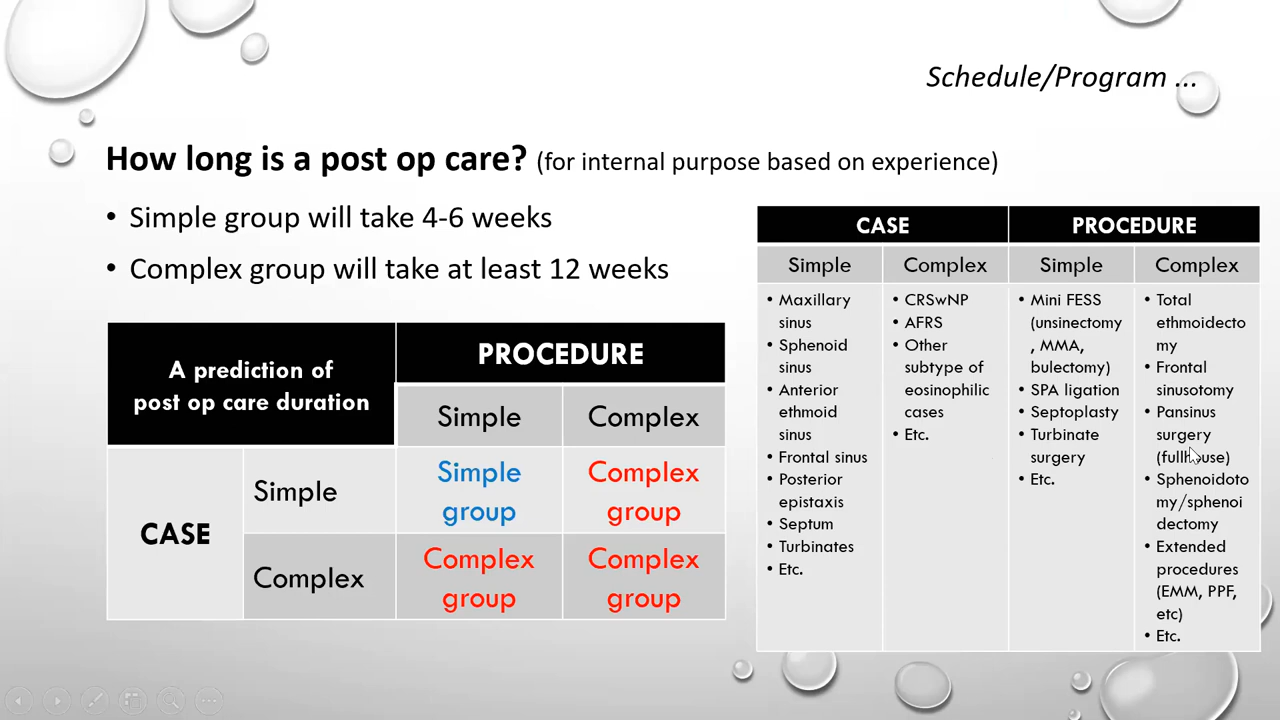 Schedule/Program ...
How long is a post op care? (for internal purpose based on experience)
• Simple group will take 4-6 weeks
• Complex group will take at least 12 weeks
A prediction of
post op care duration
PROCEDURE
Simple
Complex
CASE
Simple
Simple
group
Complex
group
Complex
Complex
group
Complex
group
CASE
PROCEDURE
Simple
Complex
Simple
Complex
• Maxillary
sinus
• Sphenoid
sinus
• Anterior
ethmoid
sinus
• Frontal sinus
• Posterior
epistaxis
• Septum
• Turbinates
• Etc.
• CRSwNP
• AFRS
• Other
subtype of
eosinophilic
cases
• Etc.
• Mini FESS
(unsinectomy
, MMA,
bulectomy)
• SPA ligation
• Septoplasty
• Turbinate
surgery
• Etc.
• Total
ethmoidecto
my
• Frontal
sinusotomy
• Pansinus
surgery
(fullhouse)
• Sphenoidoto
my/sphenoi
dectomy
• Extended
procedures
(EMM, PPF,
etc)
• Etc.